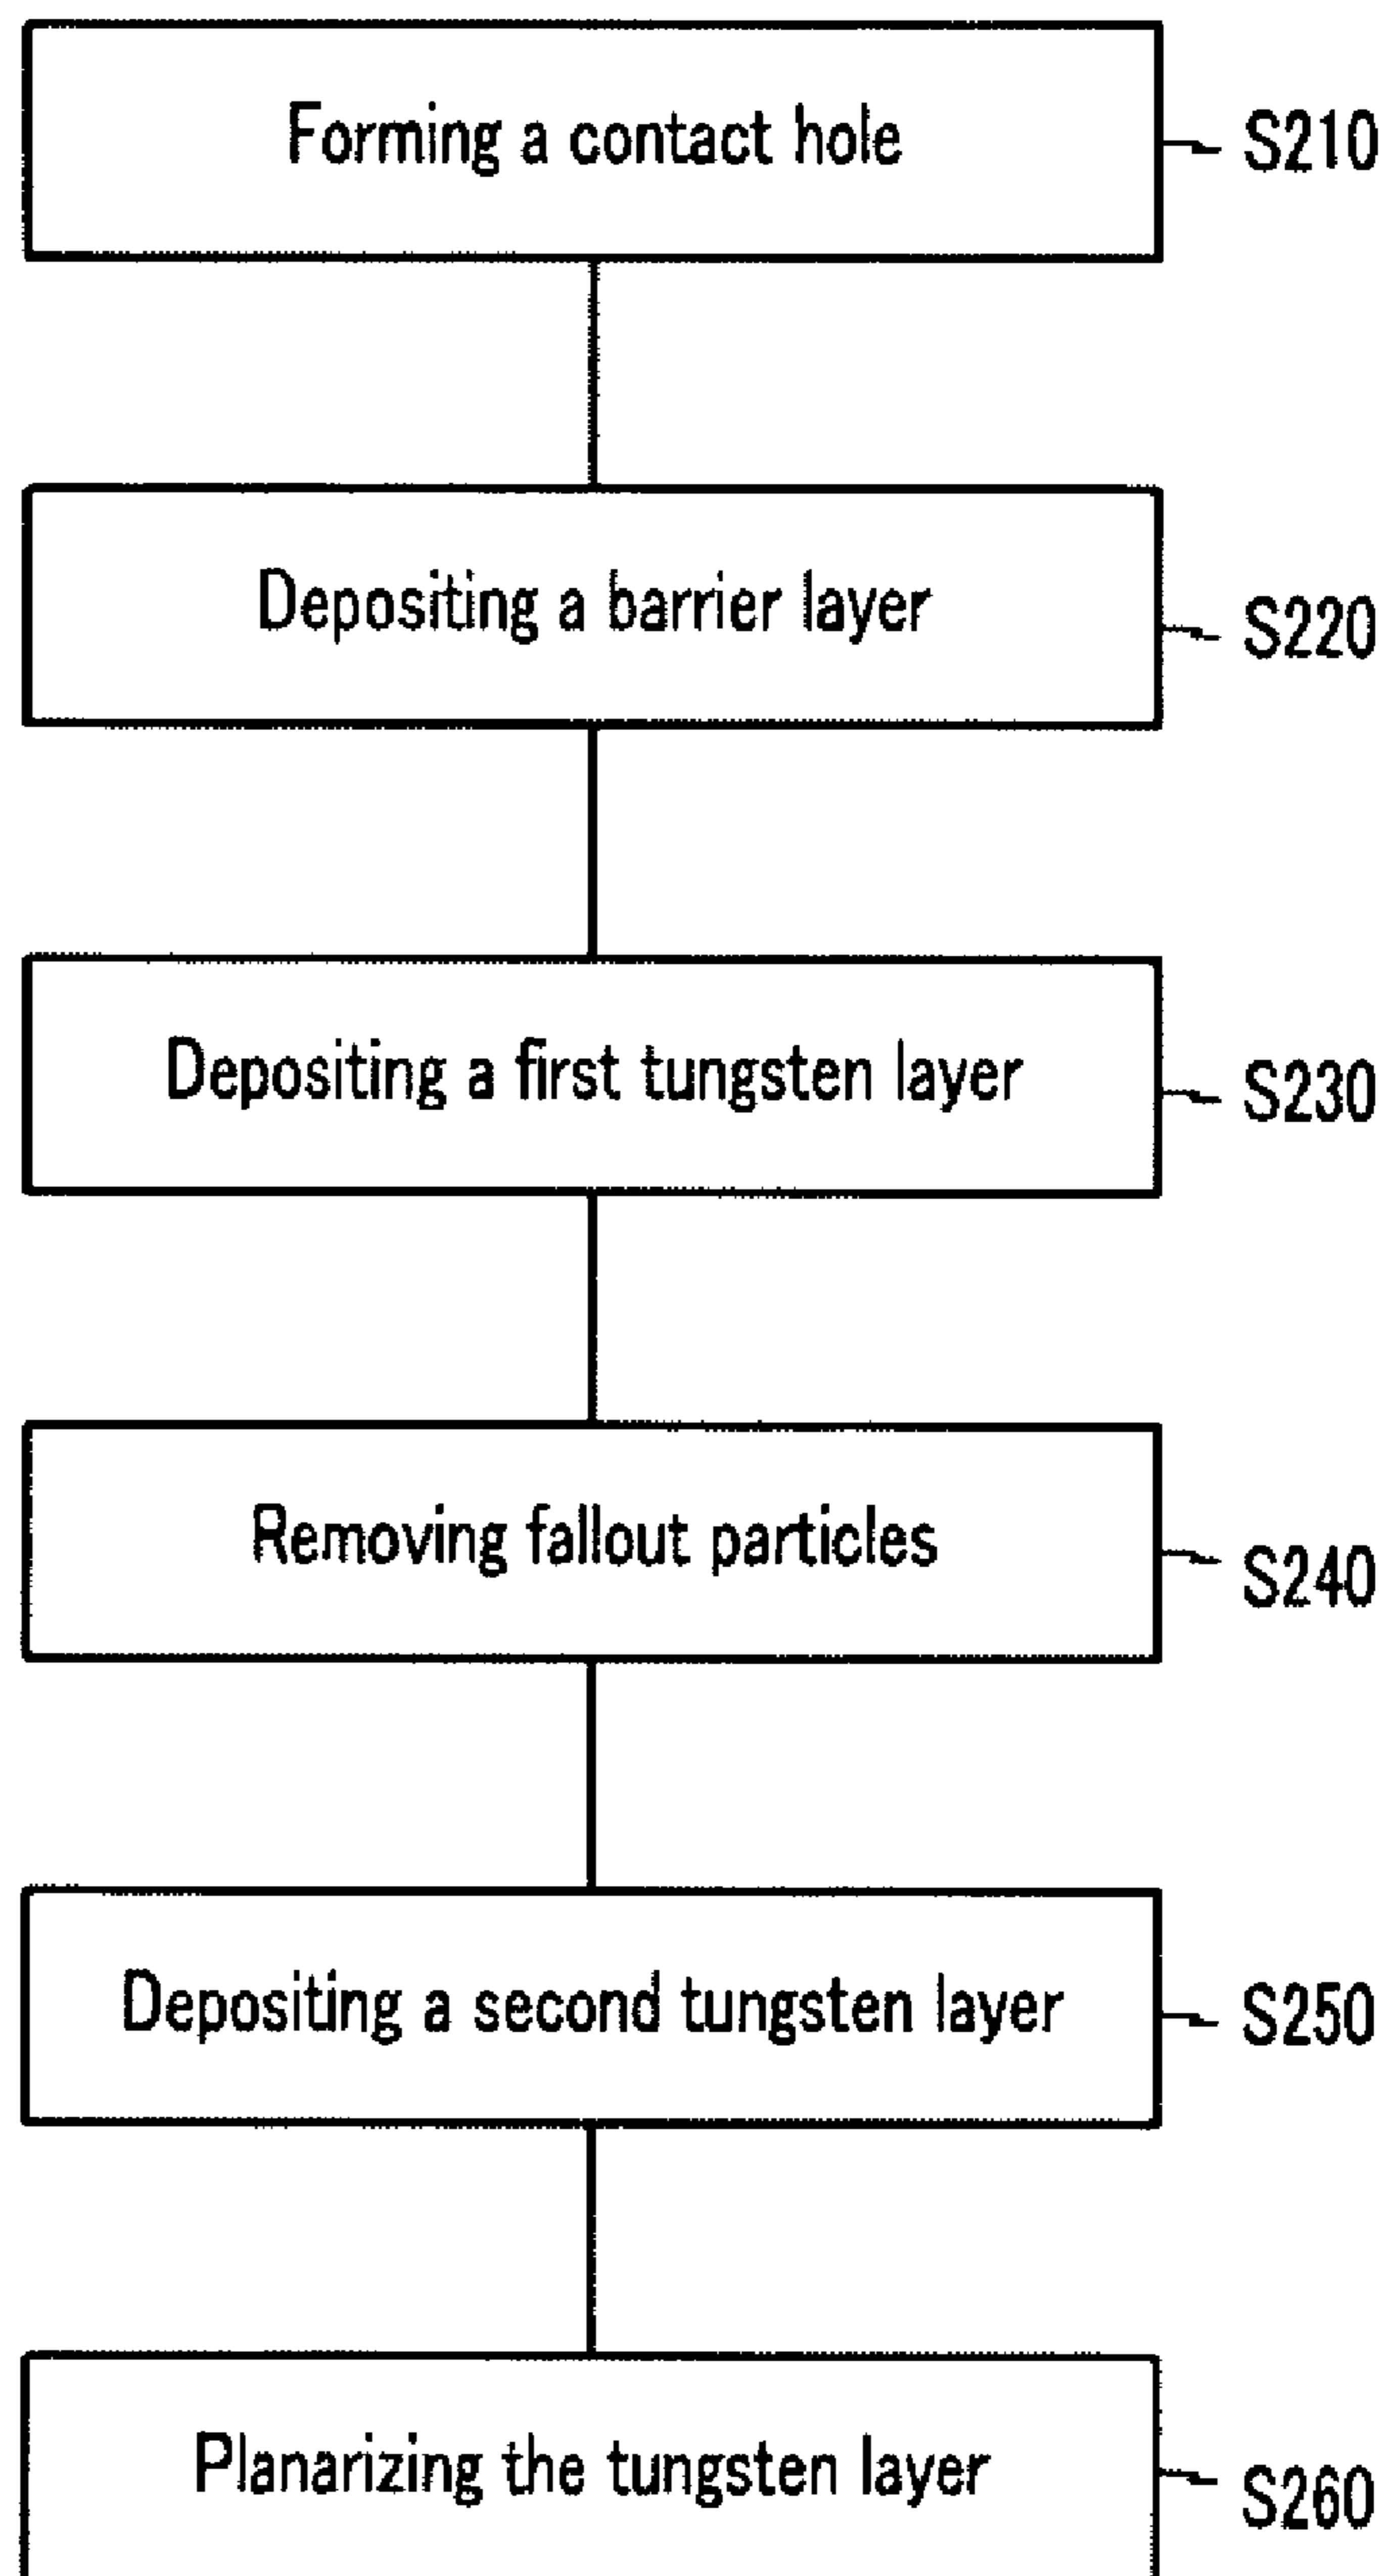 Forming a contact hole
S210
Depositing a barrier layer
S220
Depositing a first tungsten layer
S230
Removing fallout particles
S240
Depositing a second tungsten layer
S250
Planarizing the tungsten layer
S260